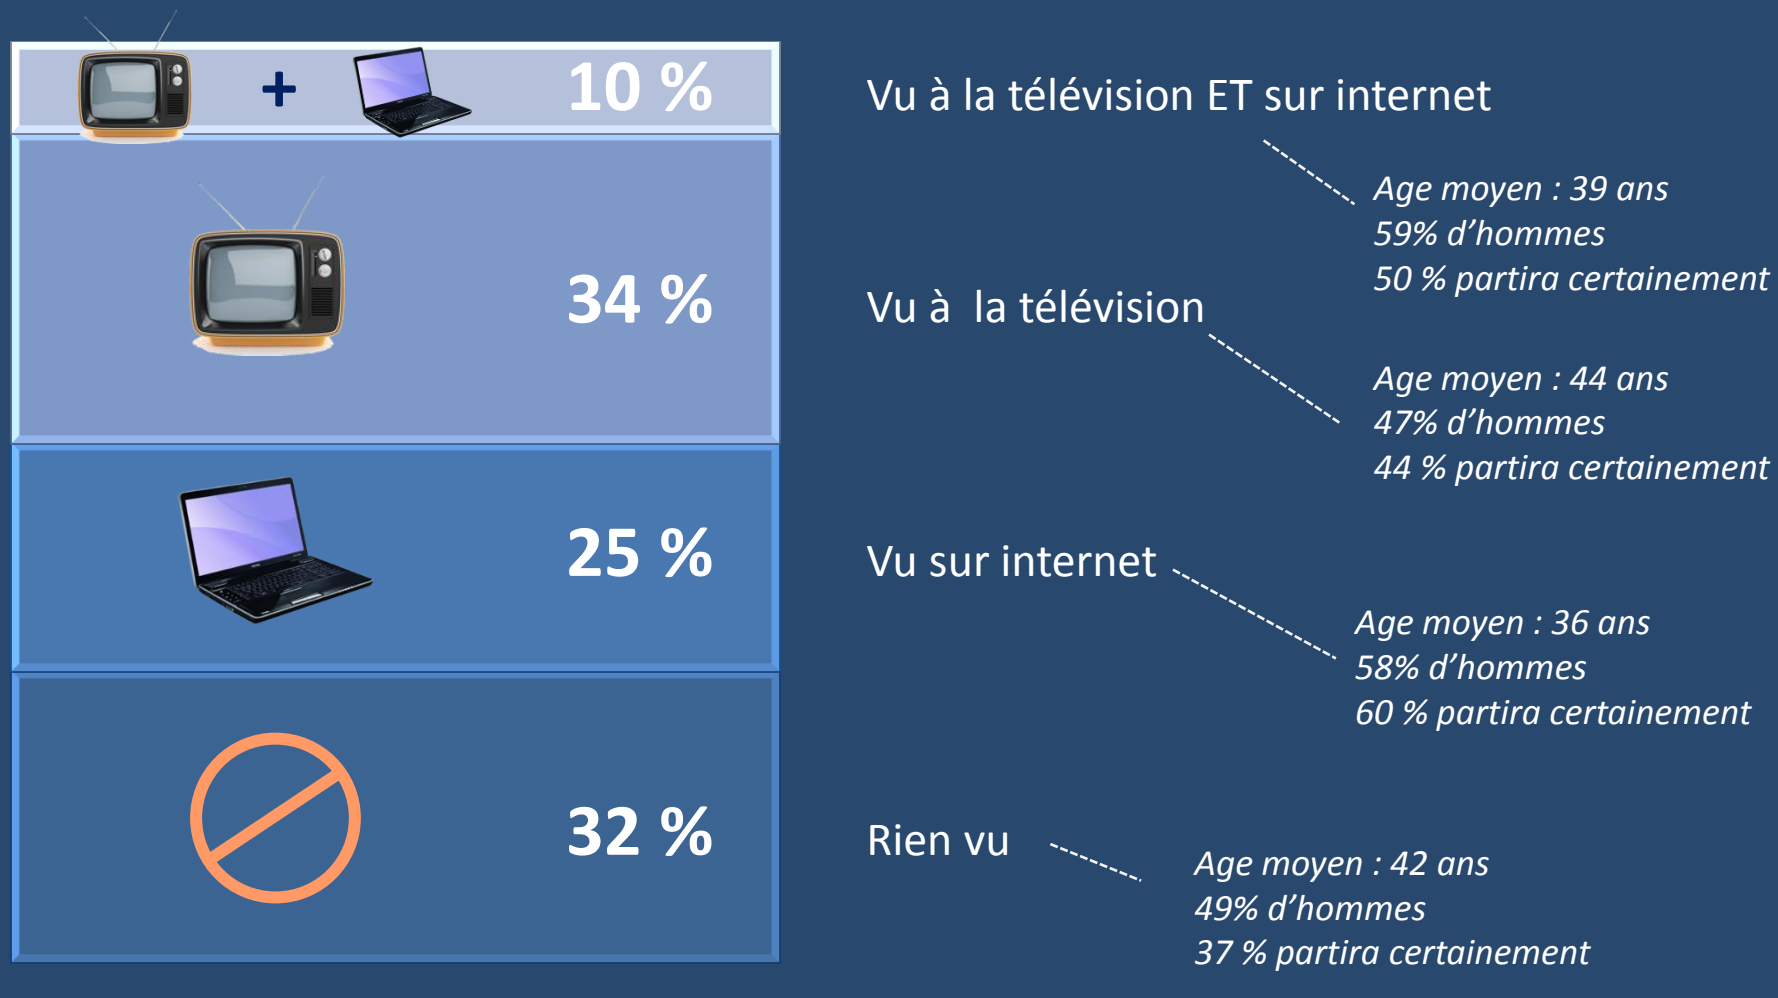 + 10 % Vu à la télévision ET sur internet
Age moyen : 39 ans
59% d’hommes
50 % partira certainement
34 % Vu à la télévision
Age moyen : 44 ans
47% d’hommes
44 % partira certainement
25 % Vu sur internet
Age moyen : 36 ans
58% d’hommes
60 % partira certainement
32 % Rien vu
Age moyen : 42 ans
49% d’hommes
37 % partira certainement